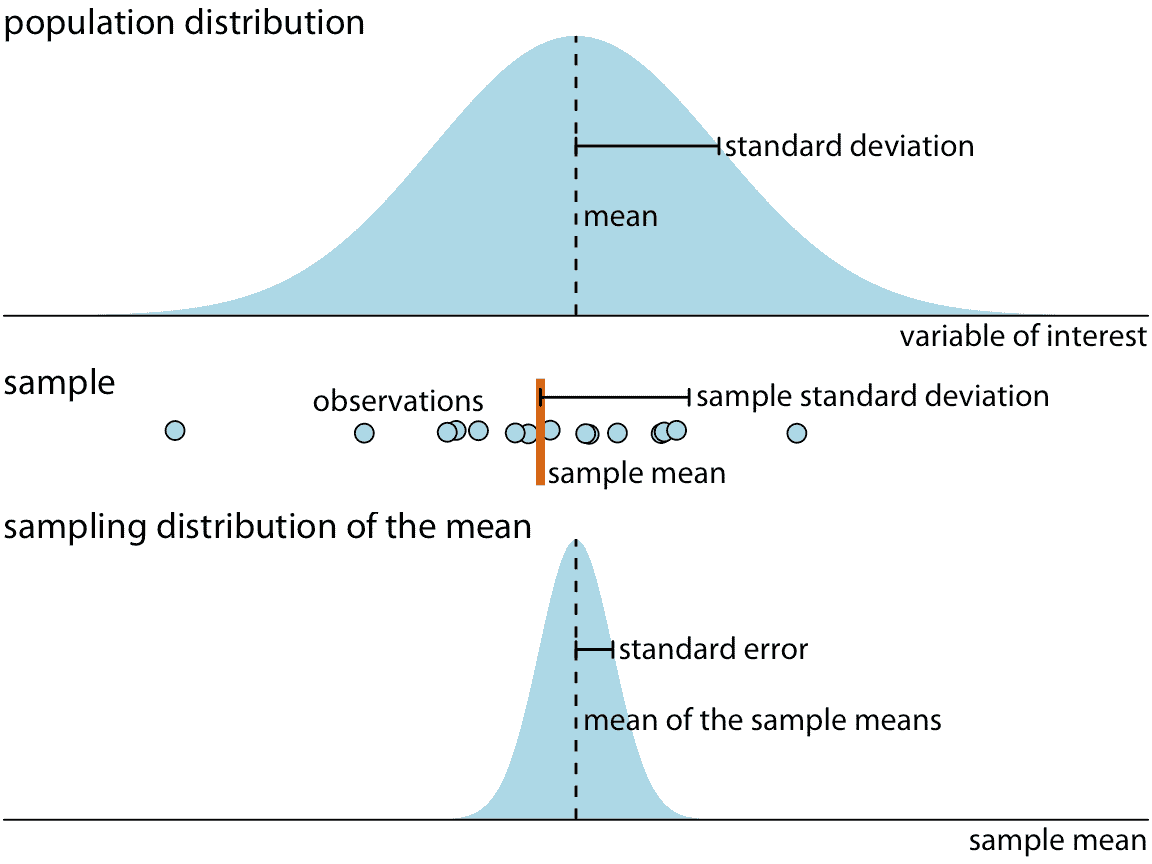 population distribution
standard deviation
mean
variable of interest
sample
observations
sample standard deviation
sample mean
sampling distribution of the mean
standard error
mean of the sample means
sample mean